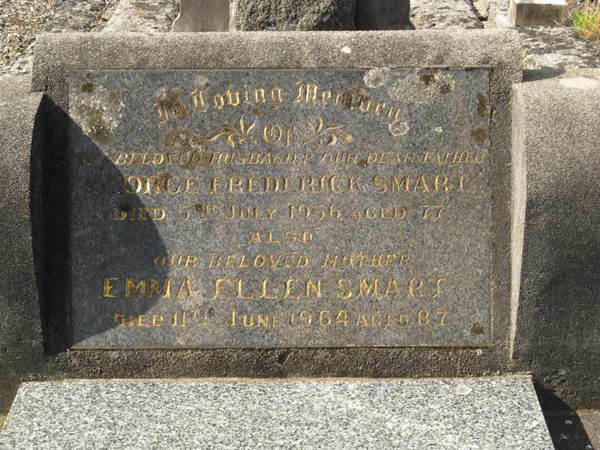 In Loving Memory
OF
MY BELOVED HUSBAND & OUR DEAR FATHER
GEORGE FREDERICK SMART
DIED 5TH JULY 1956 AGED 77
ALSO
OUR BELOVED MOTHER
EMMA ELLEN SMART
DIED 11TH JUNE 1964 AGED 87